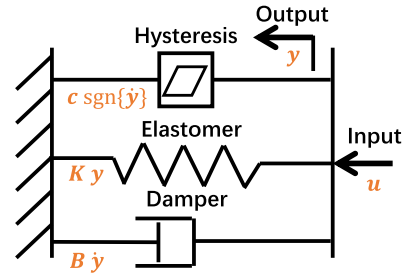 Output
Hysteresis
y
c sgn{ẏ}
Elastomer
Input
K y
u
Damper
B ẏ